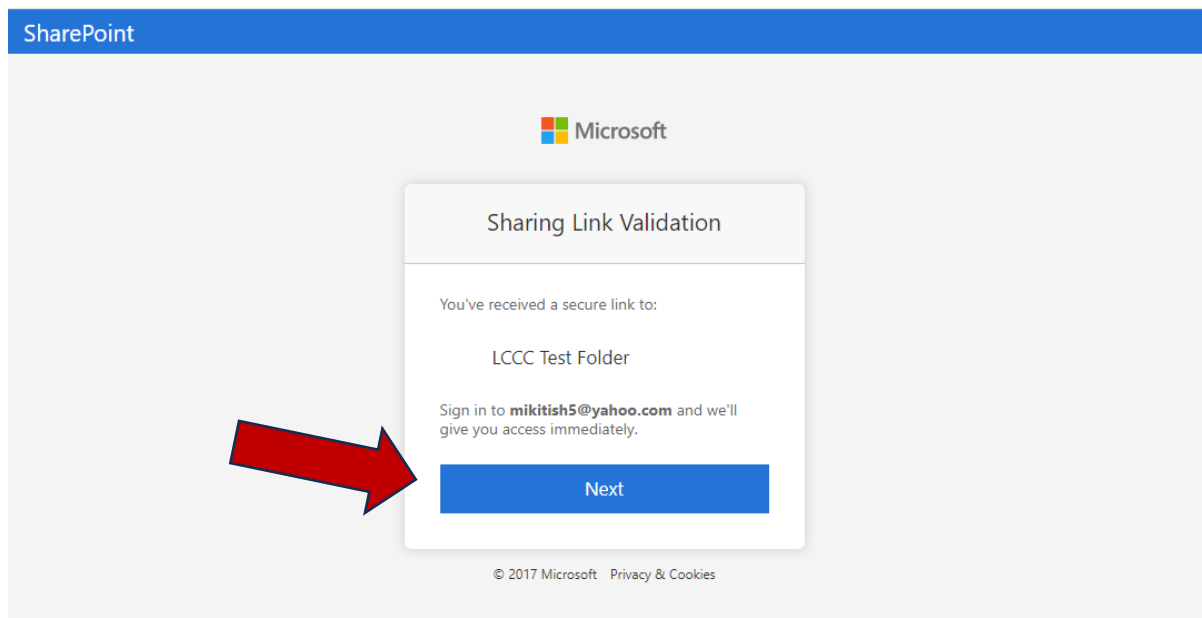 SharePoint
Microsoft
Sharing Link Validation
You've received a secure link to:
LCCC Test Folder
Sign in to mikitish5@yahoo.com and we'll
give you access immediately.
Next
© 2017 Microsoft Privacy & Cookies